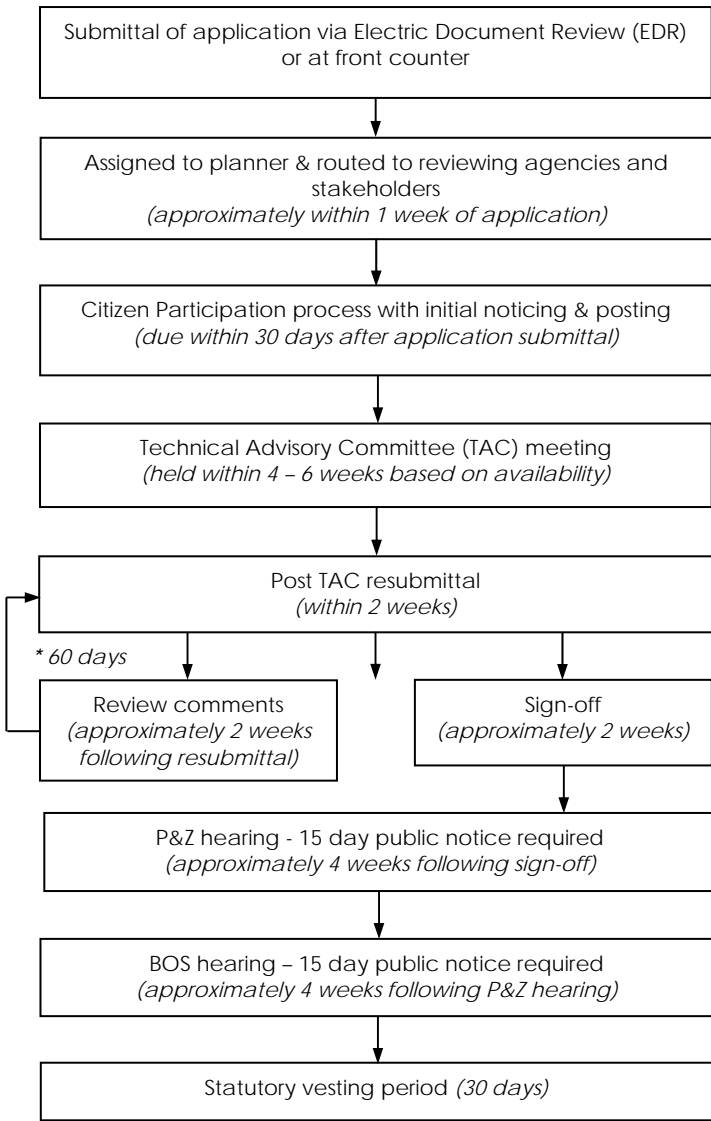 Submittal of application via Electric Document Review (EDR)
or at front counter
Assigned to planner & routed to reviewing agencies and
stakeholders
(approximately within 1 week of application)
Citizen Participation process with initial noticing & posting
(due within 30 days after application submittal)
Technical Advisory Committee (TAC) meeting
(held within 4 – 6 weeks based on availability)
Post TAC resubmittal
(within 2 weeks)
* 60 days
Review comments
(approximately 2 weeks
following resubmittal)
Sign-off
(approximately 2 weeks)
P&Z hearing - 15 day public notice required
(approximately 4 weeks following sign-off)
BOS hearing – 15 day public notice required
(approximately 4 weeks following P&Z hearing)
Statutory vesting period (30 days)